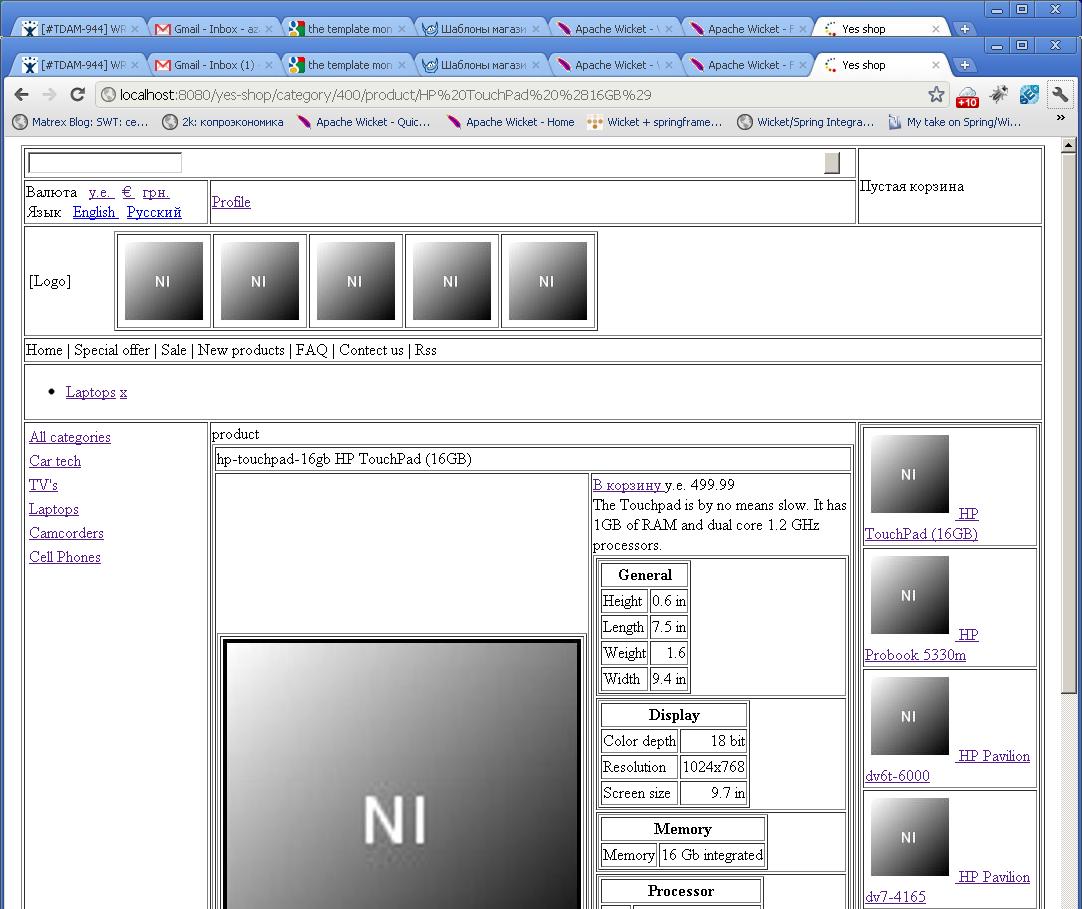 [#TDAM-944] WF
Gmail - Inbox - az
the template mon
Шаблоны магази
Apache Wicket - \
Apache Wicket - F
Yes shop
[#TDAM-944] WF
Gmail - Inbox (1) -
the template mon
Шаблоны магази
Apache Wicket - \
Apache Wicket - F
Yes shop
localhost:8080/yes-shop/category/400/product/HP%20TouchPad%20%2816GB%29
+10
Matrex Blog: SWT: ce...
2k: копроэкономика
Apache Wicket - Quic...
Apache Wicket - Home
Wicket + springframe...
Wicket/Spring Integra...
My take on Spring/Wi...
»
Пустая корзина
Валюта у.е. € грн.
Язык English Русский
Profile
[Logo]
NI NI NI NI NI
Home | Special offer | Sale | New products | FAQ | Contect us | Rss
Laptops x
All categories
Car tech
TV's
Laptops
Camcorders
Cell Phones
product
hp-touchpad-16gb HP TouchPad (16GB)
NI
В корзину у.е. 499.99
The Touchpad is by no means slow. It has
1GB of RAM and dual core 1.2 GHz
processors.
General
Height 0.6 in
Length 7.5 in
Weight 1.6
Width 9.4 in
Display
Color depth 18 bit
Resolution 1024x768
Screen size 9.7 in
Memory
Memory 16 Gb integrated
Processor
NI
HP
TouchPad (16GB)
NI
HP
Probook 5330m
NI
HP Pavilion
dv6t-6000
NI
HP Pavilion
dv7-4165